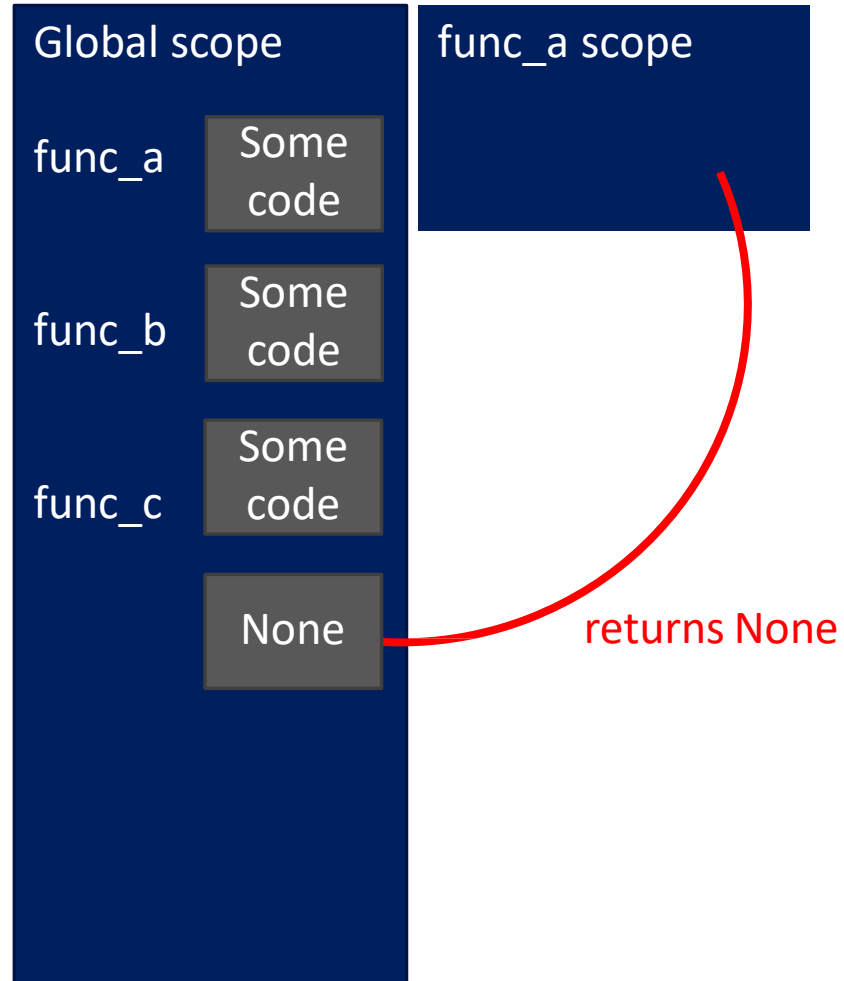 Global scope
func_a scope
func_a
Some
code
func_b
Some
code
func_c
Some
code
None
returns None